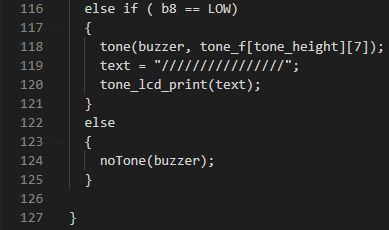 116 else if ( b8 == LOW)
117 {
118 tone(buzzer, tone_f[tone_height][7]);
119 text = "////////////////";
120 tone_lcd_print(text);
121 }
122 else
123 {
124 noTone(buzzer);
125 }
126
127 }